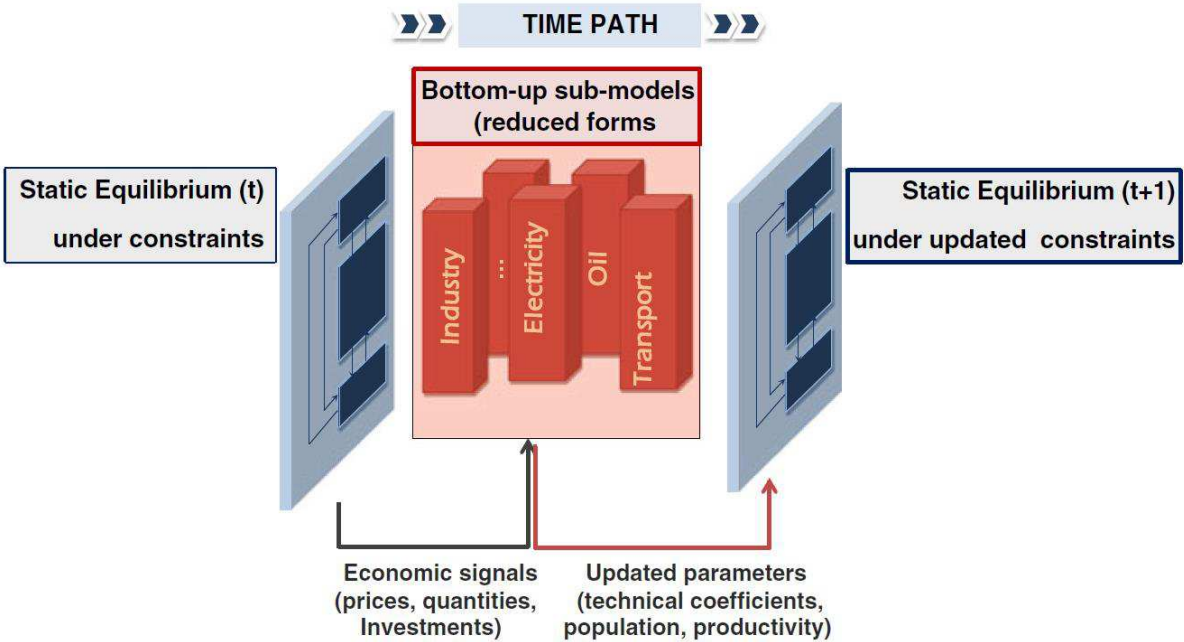 TIME PATH
Bottom-up sub-models
(reduced forms
Static Equilibrium (t)
under constraints
Static Equilibrium (t+1)
under updated constraints
Industry
...
Electricity
Oil
Transport
Economic signals
(prices, quantities,
Investments)
Updated parameters
(technical coefficients,
population, productivity)